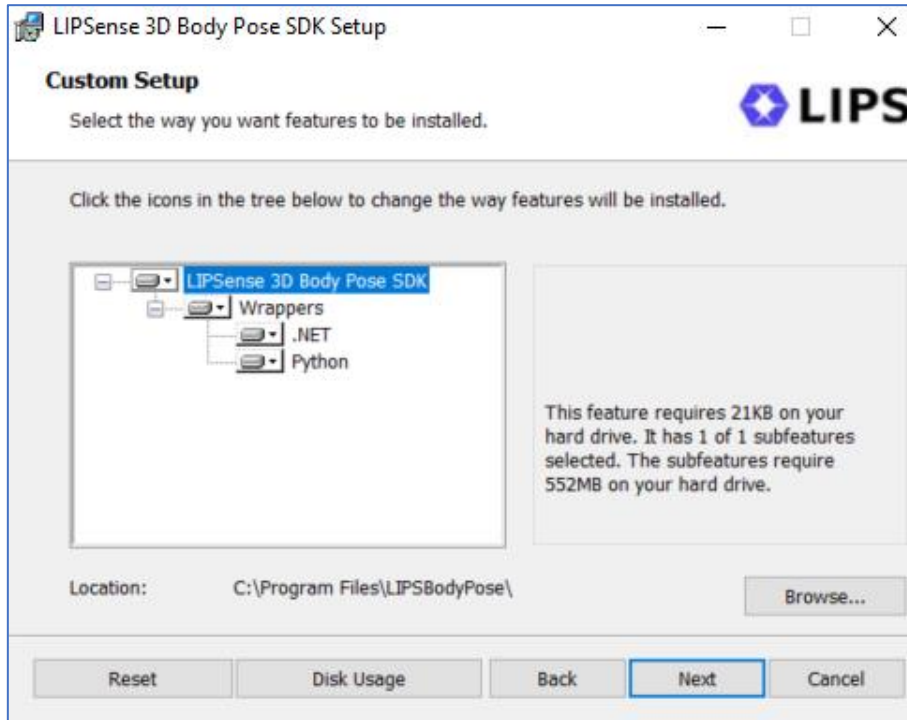 LIPSense 3D Body Pose SDK Setup
Custom Setup
Select the way you want features to be installed.
LIPS
Click the icons in the tree below to change the way features will be installed.
LIPSense 3D Body Pose SDK
Wrappers
.NET
Python
This feature requires 21KB on your
hard drive. It has 1 of 1 subfeatures
selected. The subfeatures require
552MB on your hard drive.
Location: C:\Program Files\LIPSBodyPose\
Browse...
Reset Disk Usage Back Next Cancel